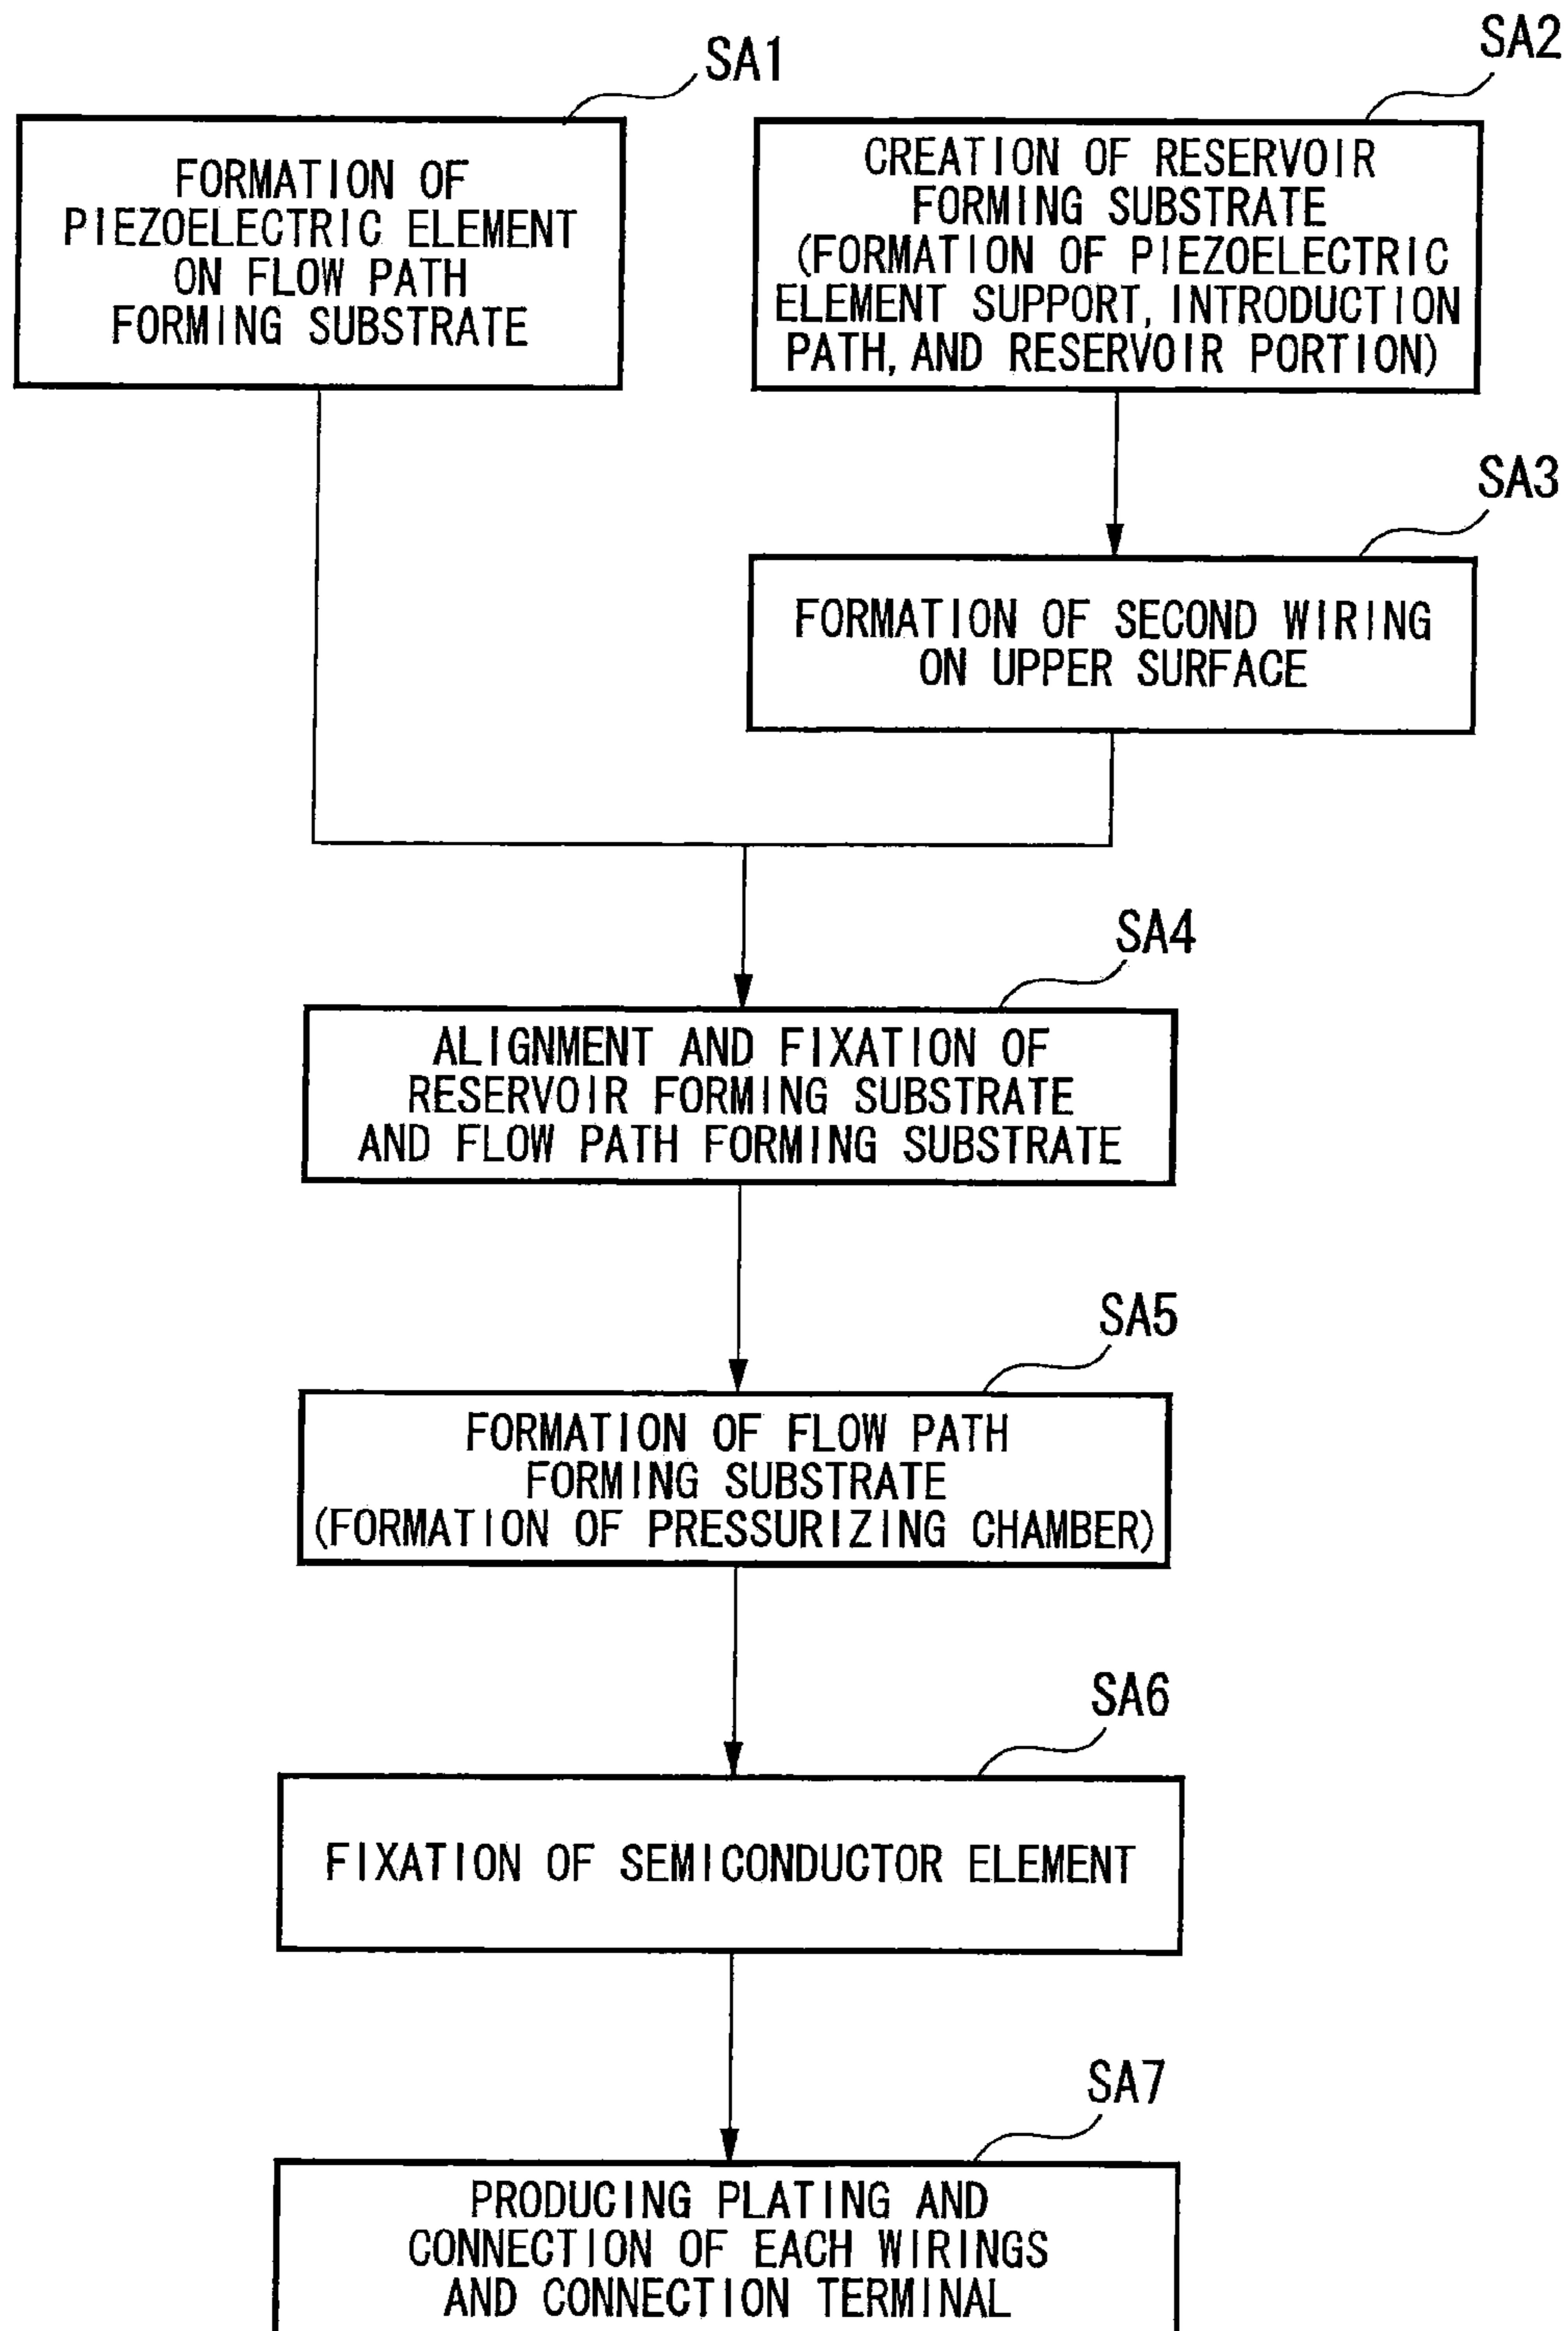 SA1
FORMATION OF
PIEZOELECTRIC ELEMENT
ON FLOW PATH
FORMING SUBSTRATE
SA2
CREATION OF RESERVOIR
FORMING SUBSTRATE
(FORMATION OF PIEZOELECTRIC
ELEMENT SUPPORT, INTRODUCTION
PATH, AND RESERVOIR PORTION)
SA3
FORMATION OF SECOND WIRING
ON UPPER SURFACE
SA4
ALIGNMENT AND FIXATION OF
RESERVOIR FORMING SUBSTRATE
AND FLOW PATH FORMING SUBSTRATE
SA5
FORMATION OF FLOW PATH
FORMING SUBSTRATE
(FORMATION OF PRESSURIZING CHAMBER)
SA6
FIXATION OF SEMICONDUCTOR ELEMENT
SA7
PRODUCING PLATING AND
CONNECTION OF EACH WIRINGS
AND CONNECTION TERMINAL